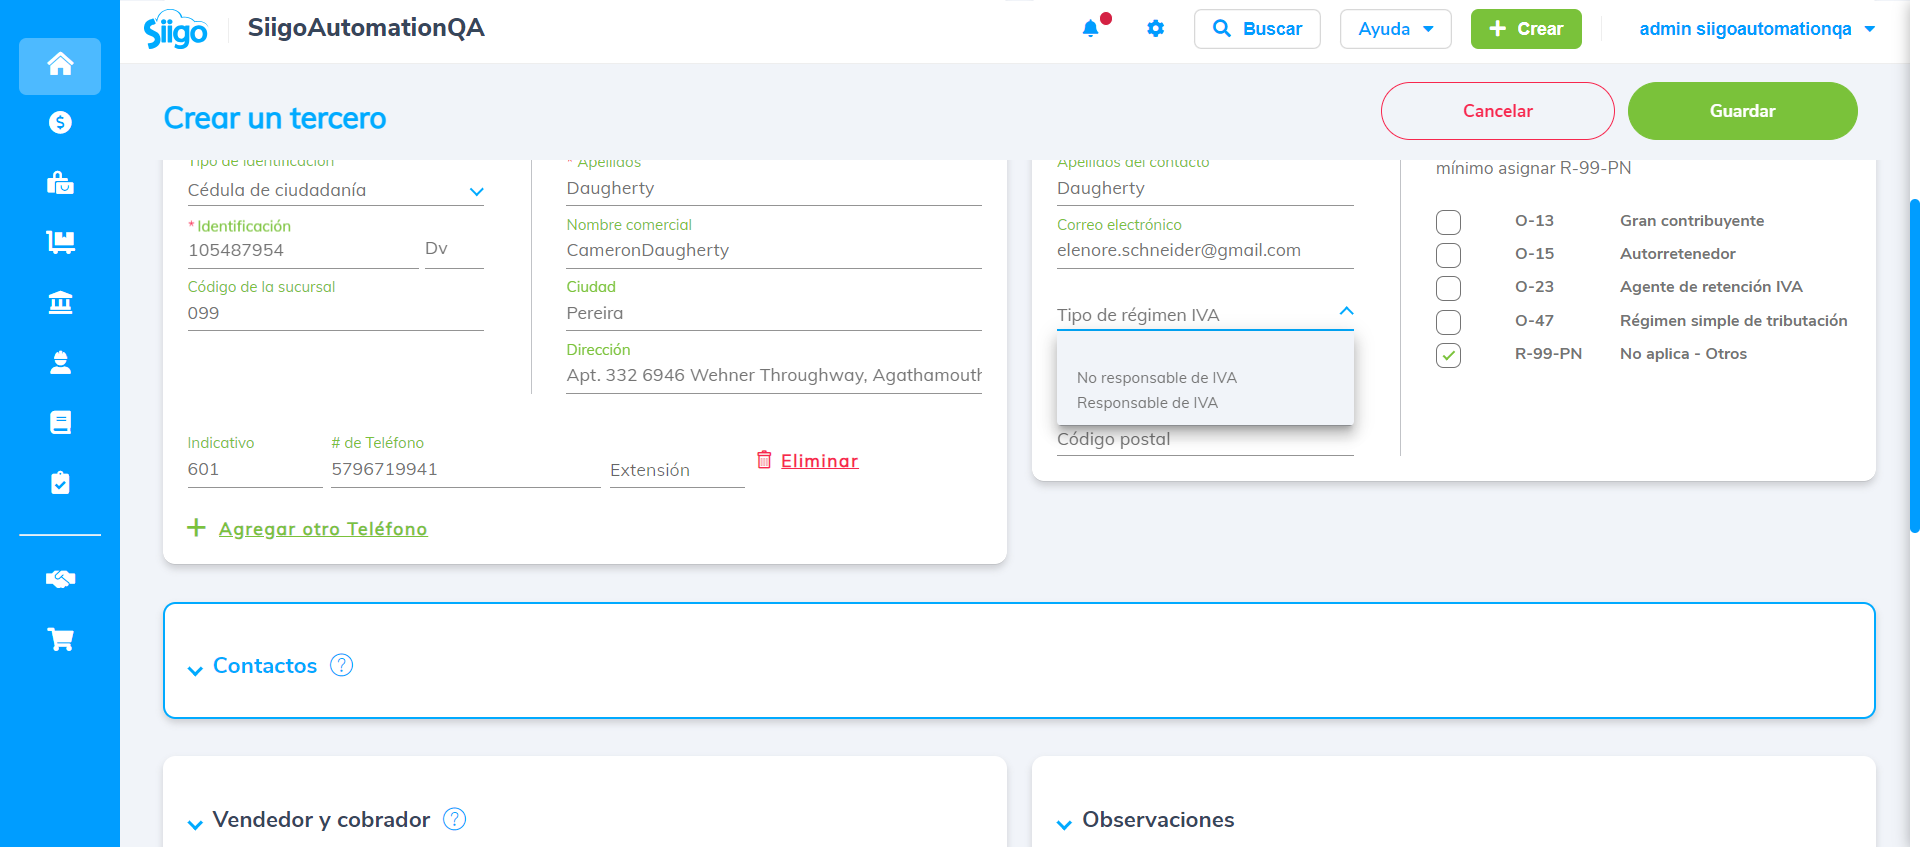 Siigo
SiigoAutomationQA
Buscar
Ayuda
Crear
admin siigoautomationqa
Crear un tercero
Cancelar
Guardar
Tipo de identificación
Cédula de ciudadanía
* Identificación
105487954
Dv
Código de la sucursal
099
* Apellidos
Daugherty
Nombre comercial
CameronDaugherty
Ciudad
Pereira
Dirección
Apt. 332 6946 Wehner Throughway, Agathamouth
Indicativo
601
# de Teléfono
5796719941
Extensión
Eliminar
Agregar otro Teléfono
Apellidos del contacto
Daugherty
Correo electrónico
elenore.schneider@gmail.com
Tipo de régimen IVA
No responsable de IVA
Responsable de IVA
Código postal
mínimo asignar R-99-PN
O-13 Gran contribuyente
O-15 Autorretenedor
O-23 Agente de retención IVA
O-47 Régimen simple de tributación
R-99-PN No aplica - Otros
Contactos ?
Vendedor y cobrador ?
Observaciones